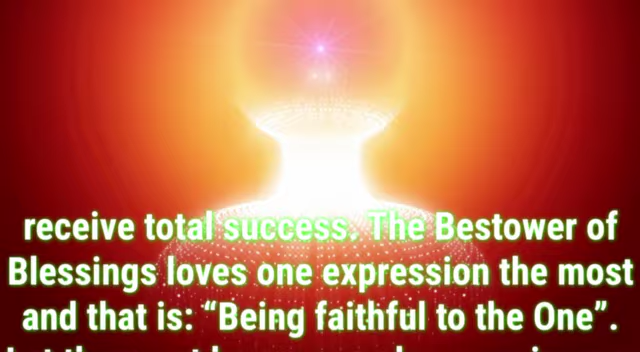 receive total success. The Bestower of
Blessings loves one expression the most
and that is: “Being faithful to the One”.